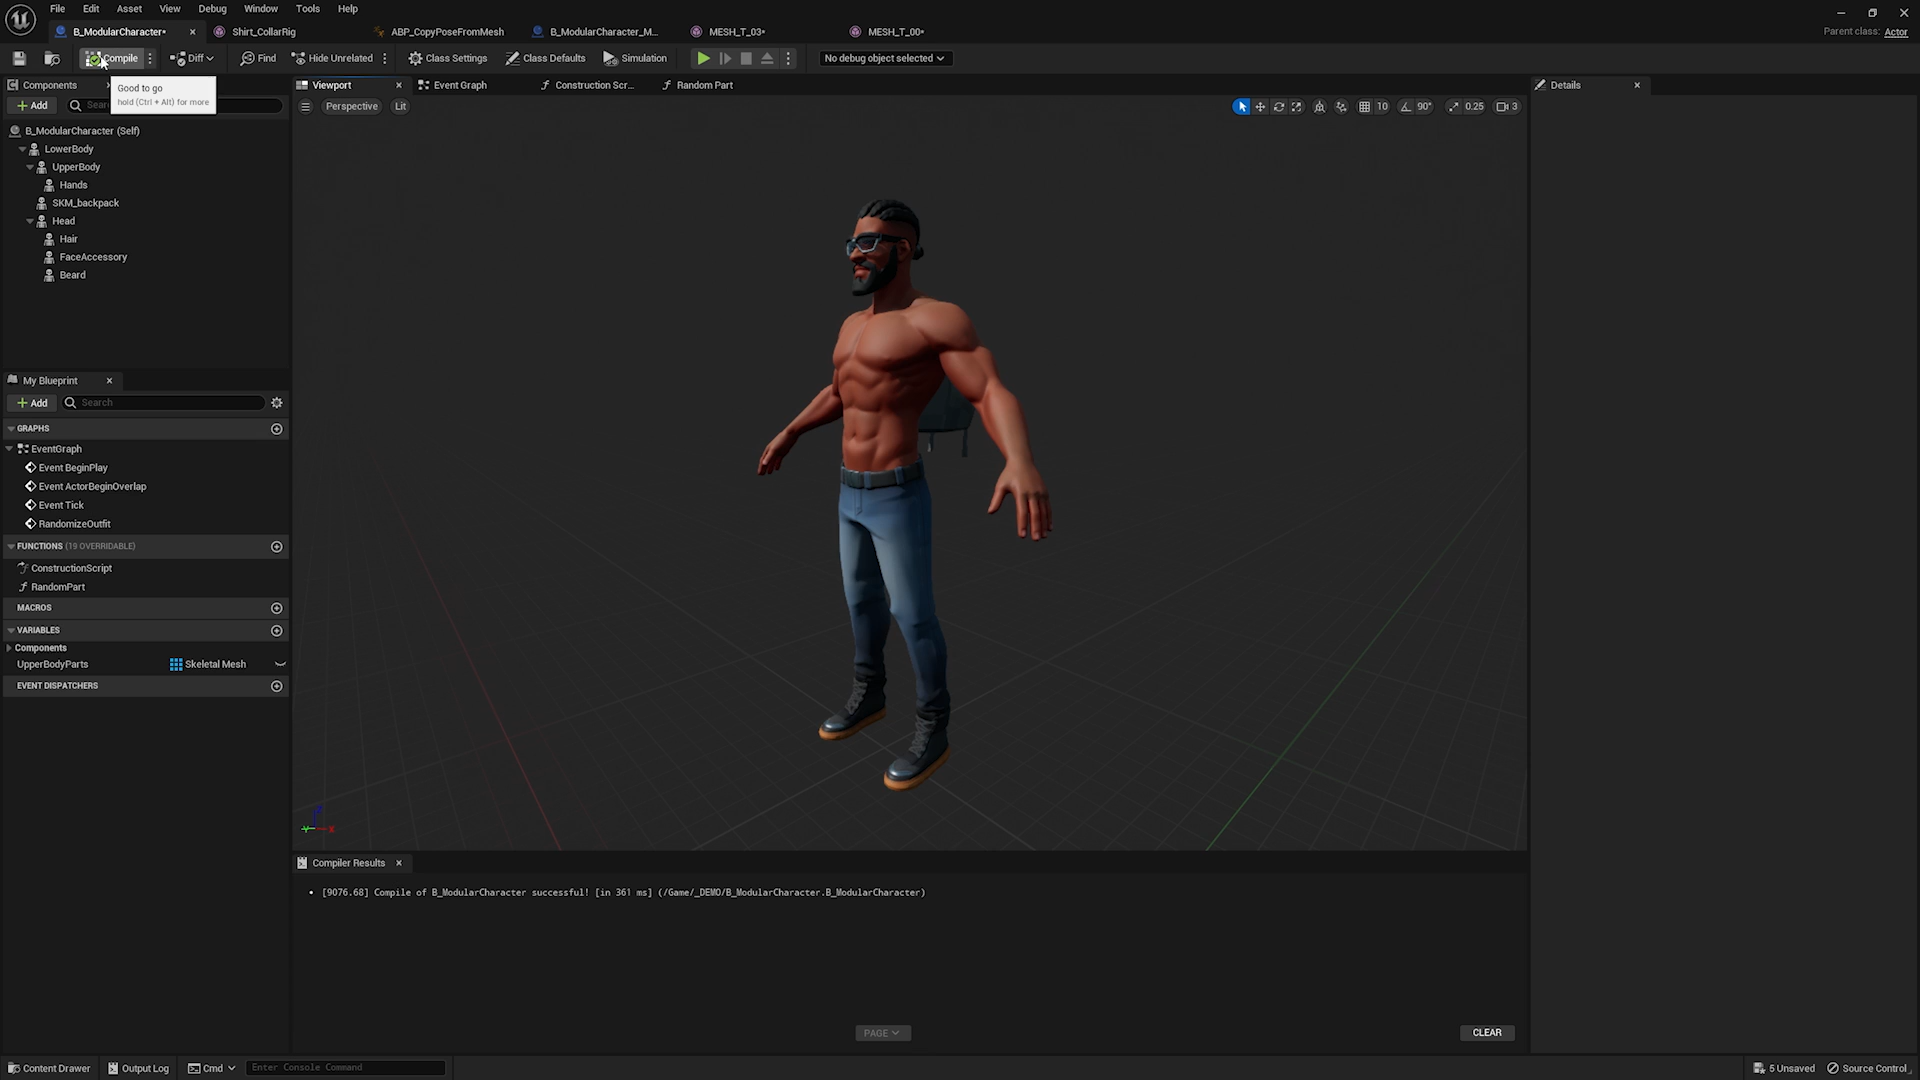 File Edit Asset View Debug Window Tools Help
B_ModularCharacter* Shirt_CollarRig ABP_CopyPoseFromMesh B_ModularCharacter_M... MESH_T_03* MESH_T_00*
Parent class: Actor
Compile Diff Find Hide Unrelated Class Settings Class Defaults Simulation No debug object selected
Good to go
hold (Ctrl + Alt) for more
Components
Add
B_ModularCharacter (Self)
LowerBody
UpperBody
Hands
SKM_backpack
Head
Hair
FaceAccessory
Beard
My Blueprint
Add Search
GRAPHS
EventGraph
Event BeginPlay
Event ActorBeginOverlap
Event Tick
RandomizeOutfit
FUNCTIONS (19 OVERRIDABLE)
ConstructionScript
RandomPart
MACROS
VARIABLES
Components
UpperBodyParts Skeletal Mesh
EVENT DISPATCHERS
Viewport Event Graph Construction Scr... Random Part
Perspective Lit 10 90° 0.25 3
Details
Compiler Results
[9076.68] Compile of B_ModularCharacter successful! [in 361 ms] (/Game/_DEMO/B_ModularCharacter.B_ModularCharacter)
PAGE CLEAR
Content Drawer Output Log Cmd Enter Console Command 5 Unsaved Source Control